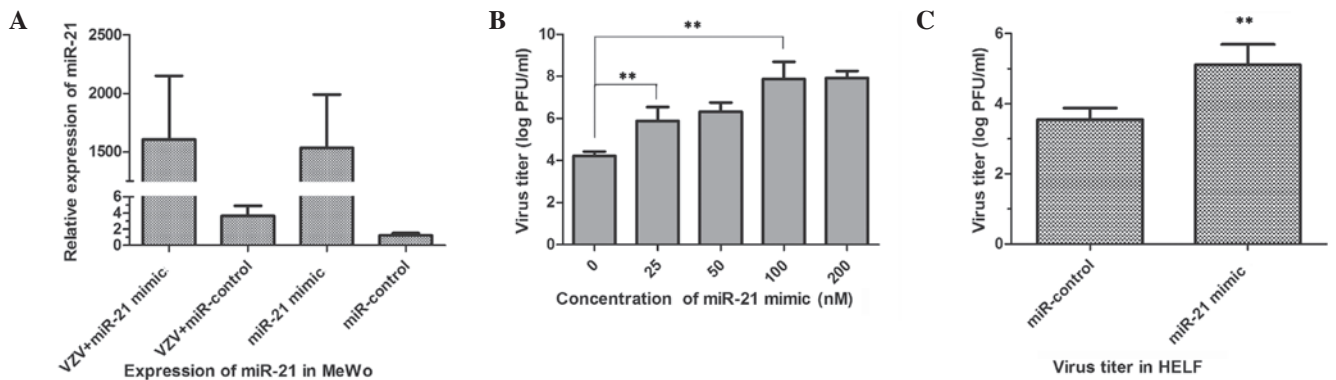 A
Relative expression of miR-21
2500
2000
1500
6
4
2
0
VZV+miR-21 mimic
VZV+miR-control
miR-21 mimic
miR-control
Expression of miR-21 in MeWo
B
Virus titer (log PFU/ml)
10
8
6
4
2
0
**
**
0
25
50
100
200
Concentration of miR-21 mimic (nM)
C
Virus titer (log PFU/ml)
6
4
2
0
**
miR-control
miR-21 mimic
Virus titer in HELF